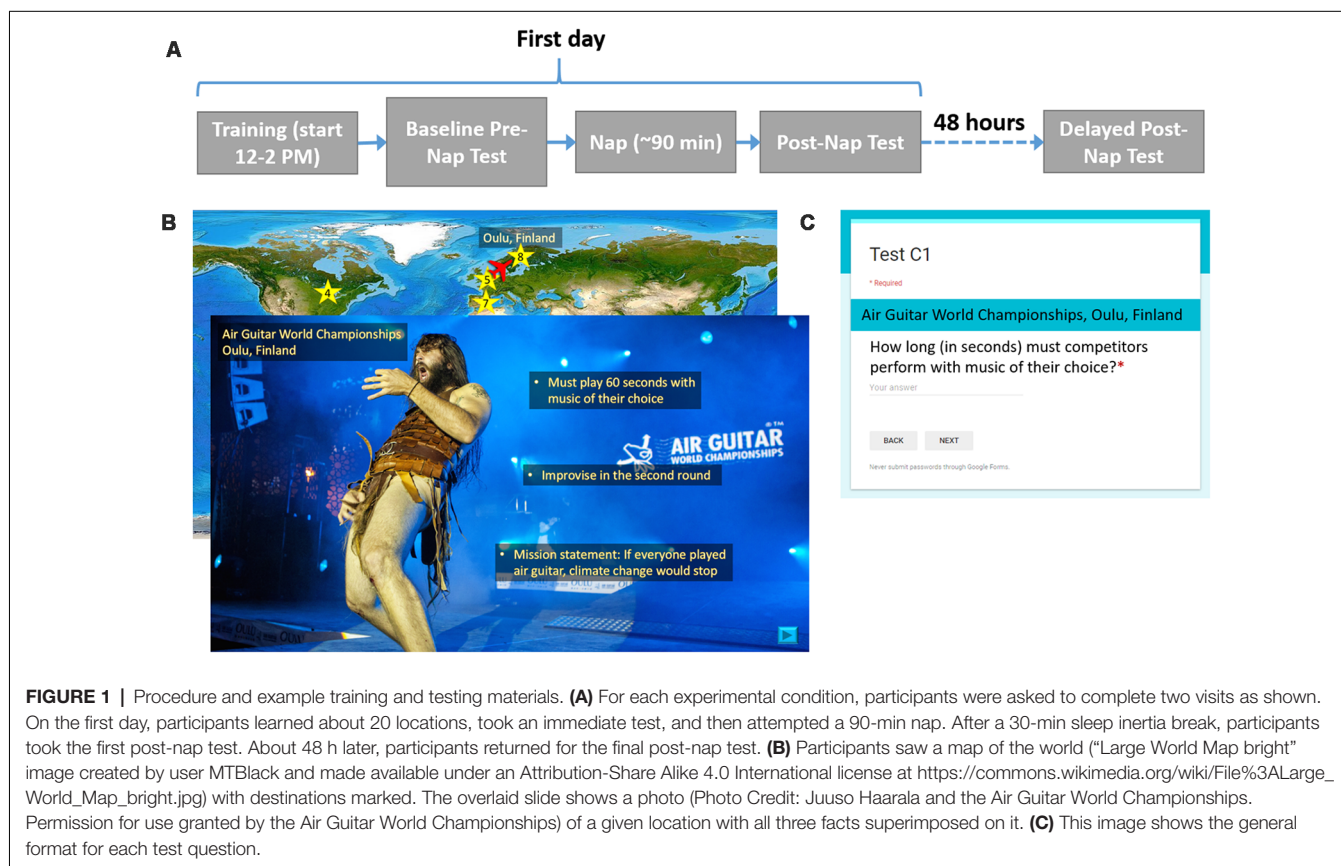 A
First day
Training (start
12-2 PM)
Baseline Pre-
Nap Test
Nap (~90 min)
Post-Nap Test
48 hours
Delayed Post-
Nap Test
B
Oulu, Finland
8
5
4
7
Air Guitar World Championships
Oulu, Finland
• Must play 60 seconds with
music of their choice
AIR GUITAR™
WORLD CHAMPIONSHIPS
• Improvise in the second round
• Mission statement: If everyone played
air guitar, climate change would stop
C
Test C1
* Required
Air Guitar World Championships, Oulu, Finland
How long (in seconds) must competitors
perform with music of their choice?*
Your answer
BACK
NEXT
Never submit passwords through Google Forms.
FIGURE 1 | Procedure and example training and testing materials. (A) For each experimental condition, participants were asked to complete two visits as shown.
On the first day, participants learned about 20 locations, took an immediate test, and then attempted a 90-min nap. After a 30-min sleep inertia break, participants
took the first post-nap test. About 48 h later, participants returned for the final post-nap test. (B) Participants saw a map of the world (“Large World Map bright”
image created by user MTBlack and made available under an Attribution-Share Alike 4.0 International license at https://commons.wikimedia.org/wiki/File%3ALarge_
World_Map_bright.jpg) with destinations marked. The overlaid slide shows a photo (Photo Credit: Juuso Haarala and the Air Guitar World Championships.
Permission for use granted by the Air Guitar World Championships) of a given location with all three facts superimposed on it. (C) This image shows the general
format for each test question.